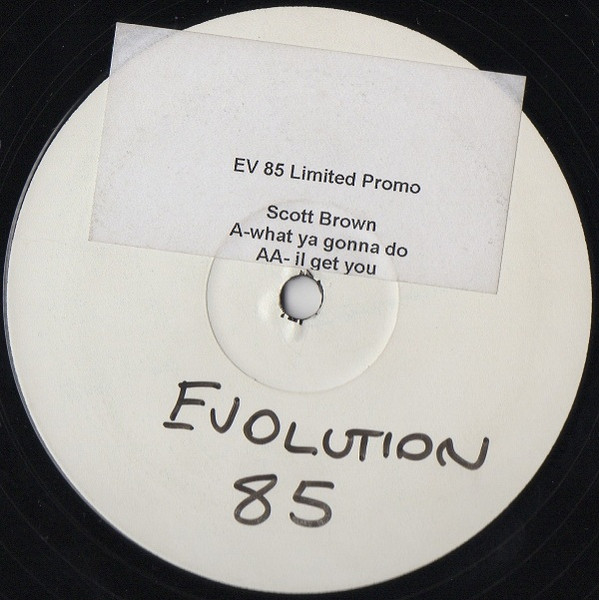 EV 85 Limited Promo
Scott Brown
A-what ya gonna do
AA- il get you
EVOLUTION
85